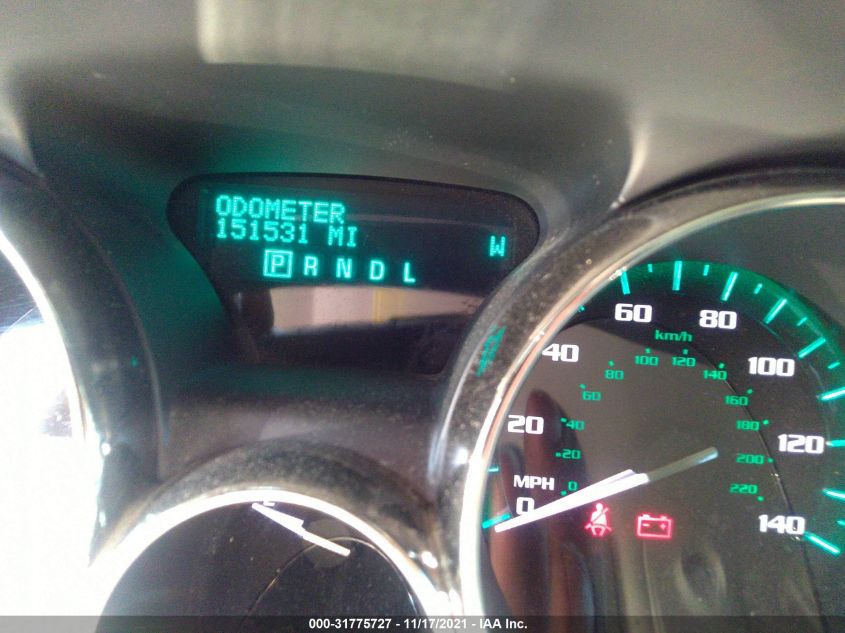 ODOMETER
151531 MI
W
P R N D L
0 20 40 60 80 100 120 140
MPH
km/h
0 20 40 60 80 100 120 140 160 180 200 220
000-31775727 - 11/17/2021 - IAA Inc.